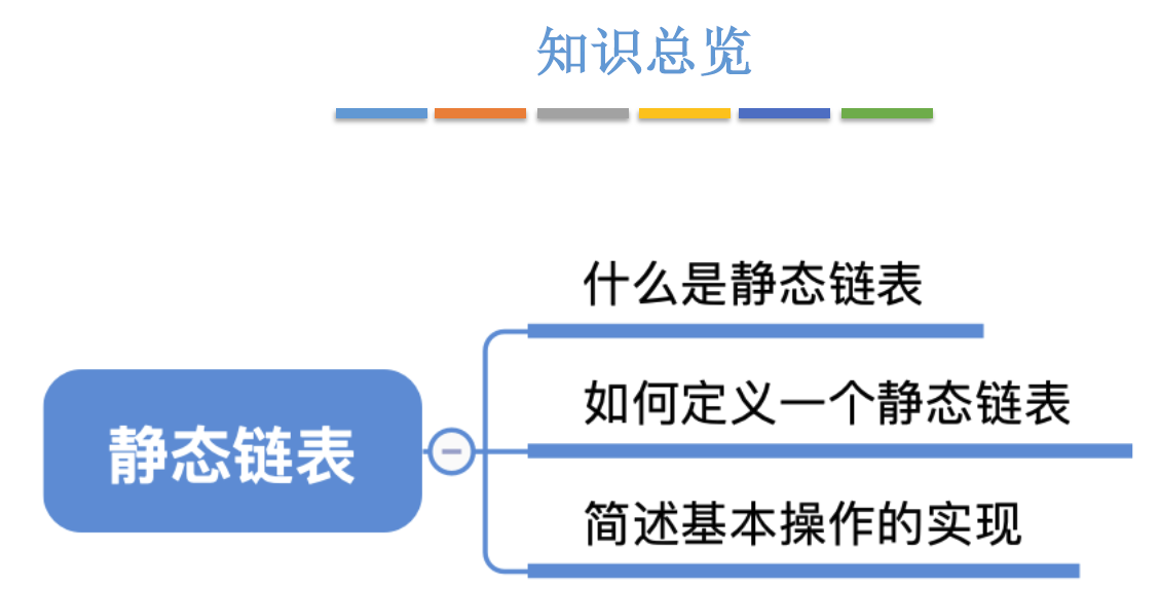 知识总览
什么是静态链表
如何定义一个静态链表
静态链表
简述基本操作的实现